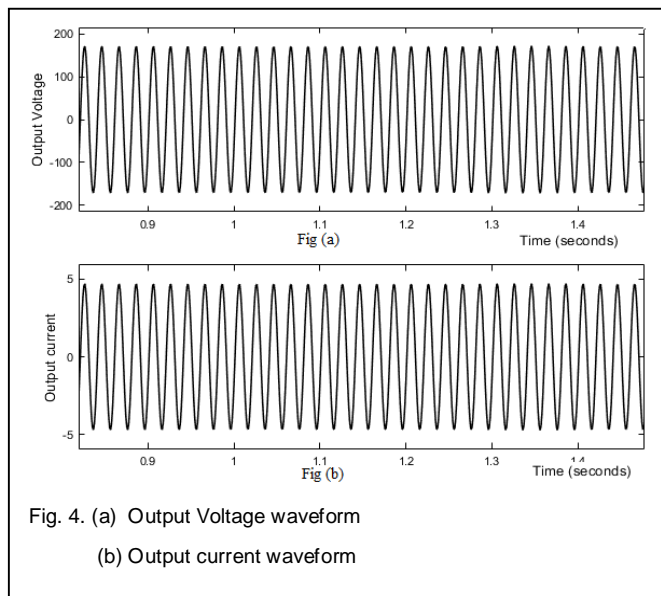 200
100
0
-100
-200
Output Voltage
0.9
1
1.1
1.2
1.3
1.4
Fig (a)
Time (seconds)
5
0
-5
Output current
0.9
1
1.1
1.2
1.3
1.4
Fig (b)
Time (seconds)
Fig. 4. (a) Output Voltage waveform
(b) Output current waveform